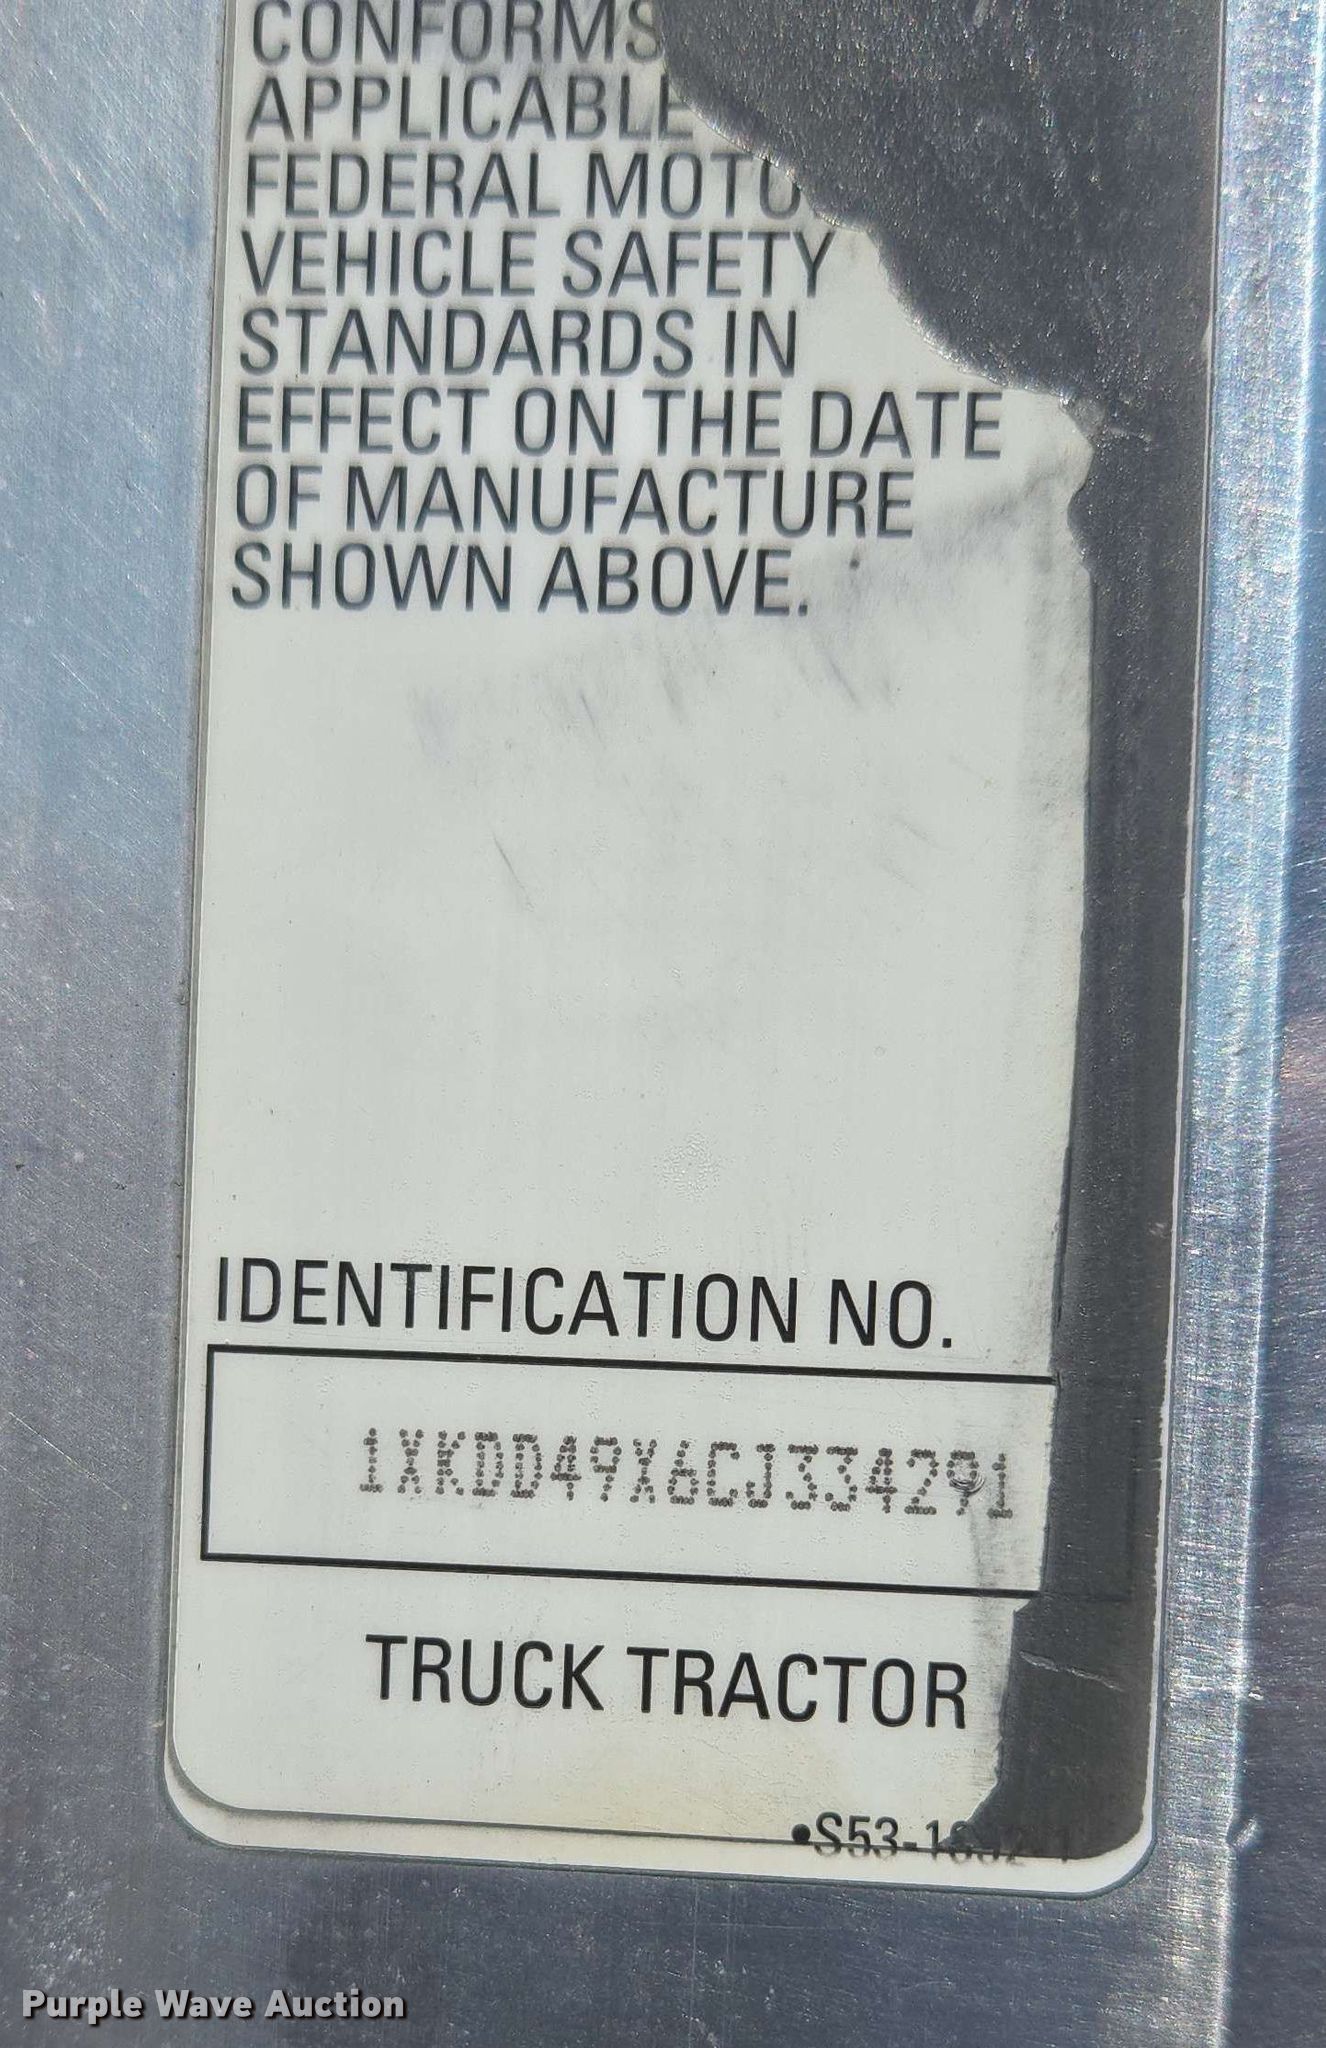 CONFORMS
APPLICABLE
FEDERAL MOTO
VEHICLE SAFETY
STANDARDS IN
EFFECT ON THE DATE
OF MANUFACTURE
SHOWN ABOVE.
IDENTIFICATION NO.
1XKDD49X6CJ334291
TRUCK TRACTOR
Purple Wave Auction